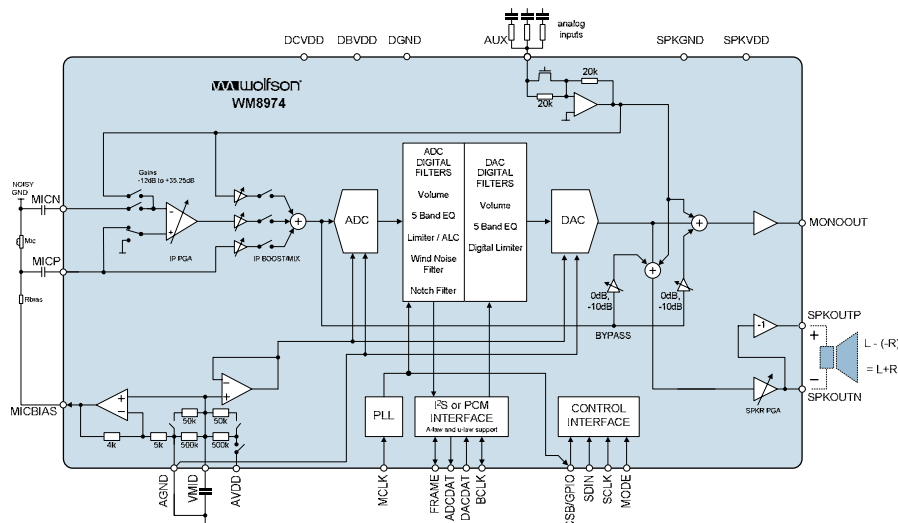 analog
inputs
DCVDD
DBVDD
DGND
AUX
SPKGND
SPKVDD
wolfson
WM8974
20k
20k
Gains
-12dB to +35.25dB
NOISY
GND
MICN
Mic
MICP
Rbias
IP PGA
IP BOOST/MIX
ADC
ADC
DIGITAL
FILTERS
Volume
5 Band EQ
Limiter / ALC
Wind Noise
Filter
Notch Filter
DAC
DIGITAL
FILTERS
Volume
5 Band EQ
Digital Limiter
DAC
MONOOUT
0dB,
-10dB
0dB,
-10dB
BYPASS
SPKOUTP
-1
L - (-R)
= L+R
SPKR PGA
SPKOUTN
MICBIAS
4k
5k
50k
50k
500k
500k
PLL
I²S or PCM
INTERFACE
A-law and u-law support
CONTROL
INTERFACE
AGND
VMID
AVDD
MCLK
FRAME
ADCDAT
DACDAT
BCLK
CSB/GPIO
SDIN
SCLK
MODE